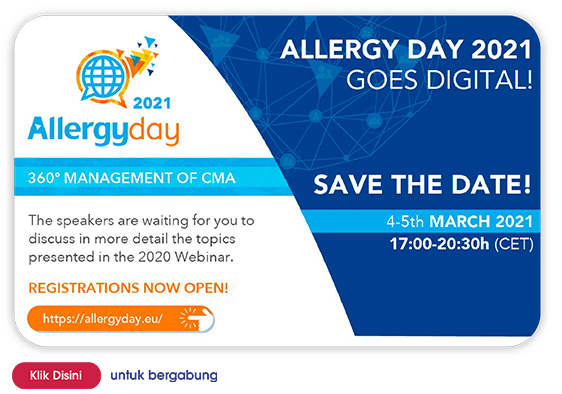 2021
Allergyday
360° MANAGEMENT OF CMA
The speakers are waiting for you to
discuss in more detail the topics
presented in the 2020 Webinar.
REGISTRATIONS NOW OPEN!
https://allergyday.eu/
ALLERGY DAY 2021
GOES DIGITAL!
SAVE THE DATE!
4-5th MARCH 2021
17:00-20:30h (CET)
Klik Disini untuk bergabung